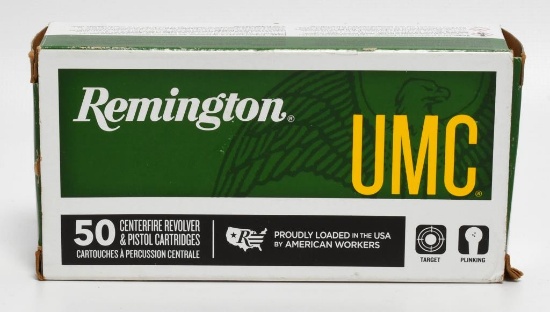 Remington®
UMC®
50 CENTERFIRE REVOLVER
& PISTOL CARTRIDGES
CARTOUCHES À PERCUSSION CENTRALE
R
PROUDLY LOADED IN THE USA
BY AMERICAN WORKERS
TARGET
PLINKING